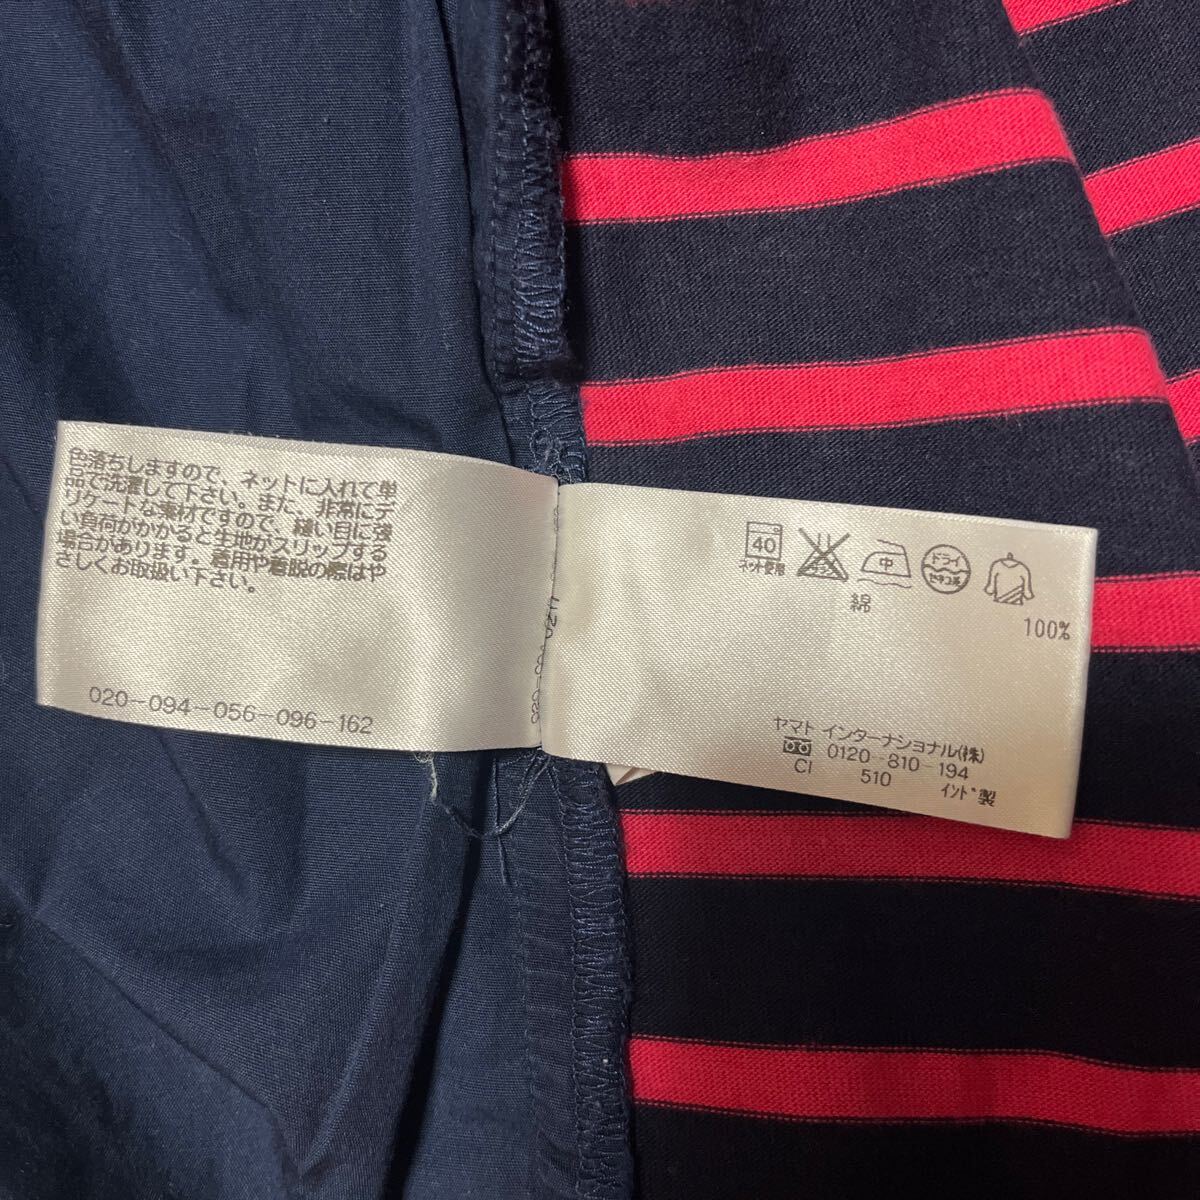 色落ちしますので、ネットに入れて単
品で洗濯して下さい。また、非常にデ
リケートな素材ですので、縫い目に強
い負荷がかかると生地がスリップする
場合があります。着用や着脱の際はや
さしくお取扱い下さい。
020-094-056-096-162
40
ネット使用
中
ドライ
セキユ系
綿
100%
ヤマト インターナショナル(株)
0120-810-194
CI 510
インド製